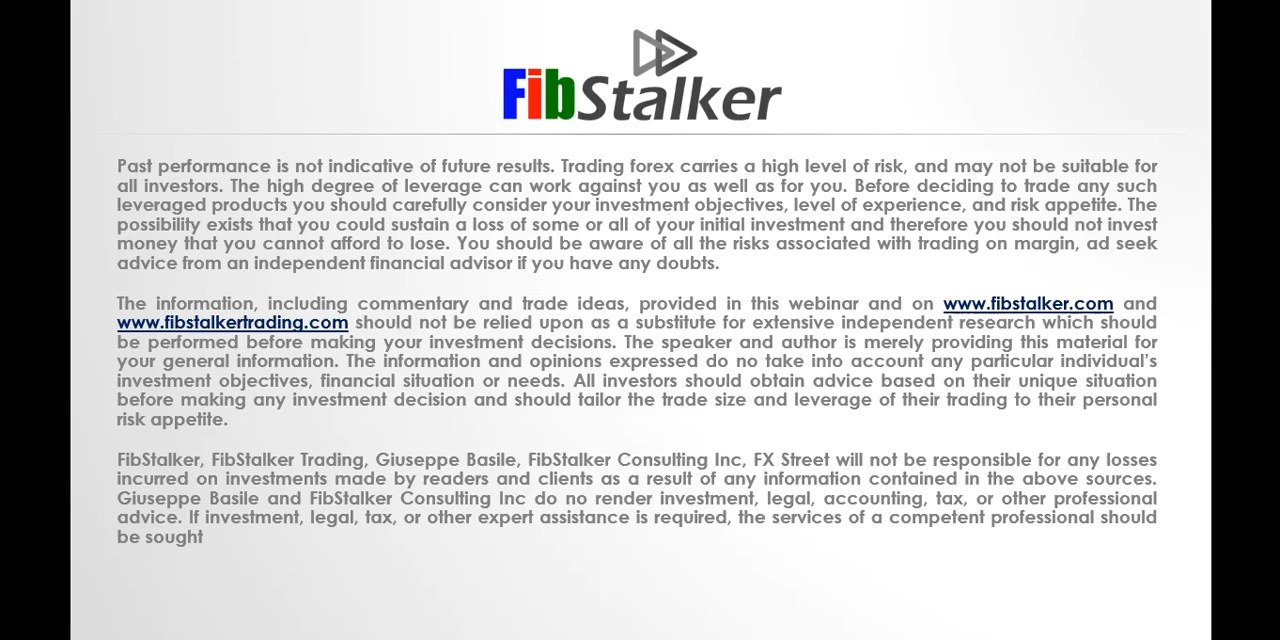 FibStalker
Past performance is not indicative of future results. Trading forex carries a high level of risk, and may not be suitable for
all investors. The high degree of leverage can work against you as well as for you. Before deciding to trade any such
leveraged products you should carefully consider your investment objectives, level of experience, and risk appetite. The
possibility exists that you could sustain a loss of some or all of your initial investment and therefore you should not invest
money that you cannot afford to lose. You should be aware of all the risks associated with trading on margin, ad seek
advice from an independent financial advisor if you have any doubts.
The information, including commentary and trade ideas, provided in this webinar and on www.fibstalker.com and
www.fibstalkertrading.com should not be relied upon as a substitute for extensive independent research which should
be performed before making your investment decisions. The speaker and author is merely providing this material for
your general information. The information and opinions expressed do no take into account any particular individual's
investment objectives, financial situation or needs. All investors should obtain advice based on their unique situation
before making any investment decision and should tailor the trade size and leverage of their trading to their personal
risk appetite.
FibStalker, FibStalker Trading, Giuseppe Basile, FibStalker Consulting Inc, FX Street will not be responsible for any losses
incurred on investments made by readers and clients as a result of any information contained in the above sources.
Giuseppe Basile and FibStalker Consulting Inc do no render investment, legal, accounting, tax, or other professional
advice. If investment, legal, tax, or other expert assistance is required, the services of a competent professional should
be sought